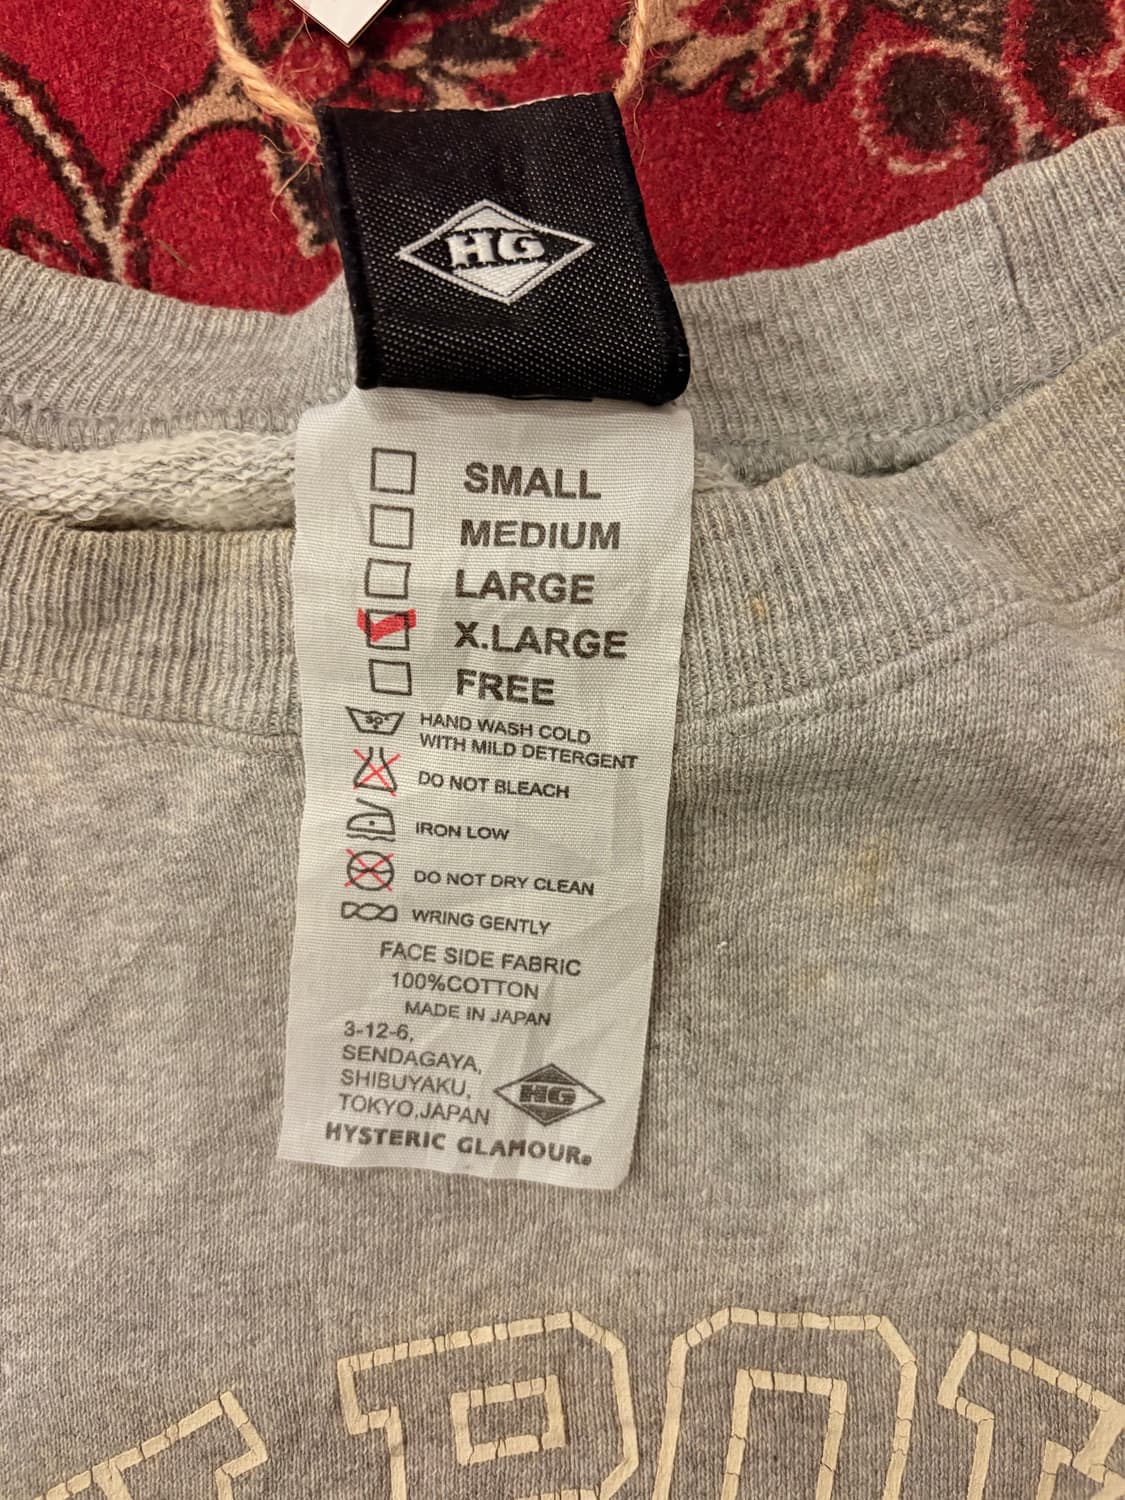 HG
SMALL
MEDIUM
LARGE
X.LARGE
FREE
30°
HAND WASH COLD
WITH MILD DETERGENT
DO NOT BLEACH
IRON LOW
DO NOT DRY CLEAN
WRING GENTLY
FACE SIDE FABRIC
100%COTTON
MADE IN JAPAN
3-12-6,
SENDAGAYA,
SHIBUYAKU,
TOKYO,JAPAN
HG
HYSTERIC GLAMOUR®